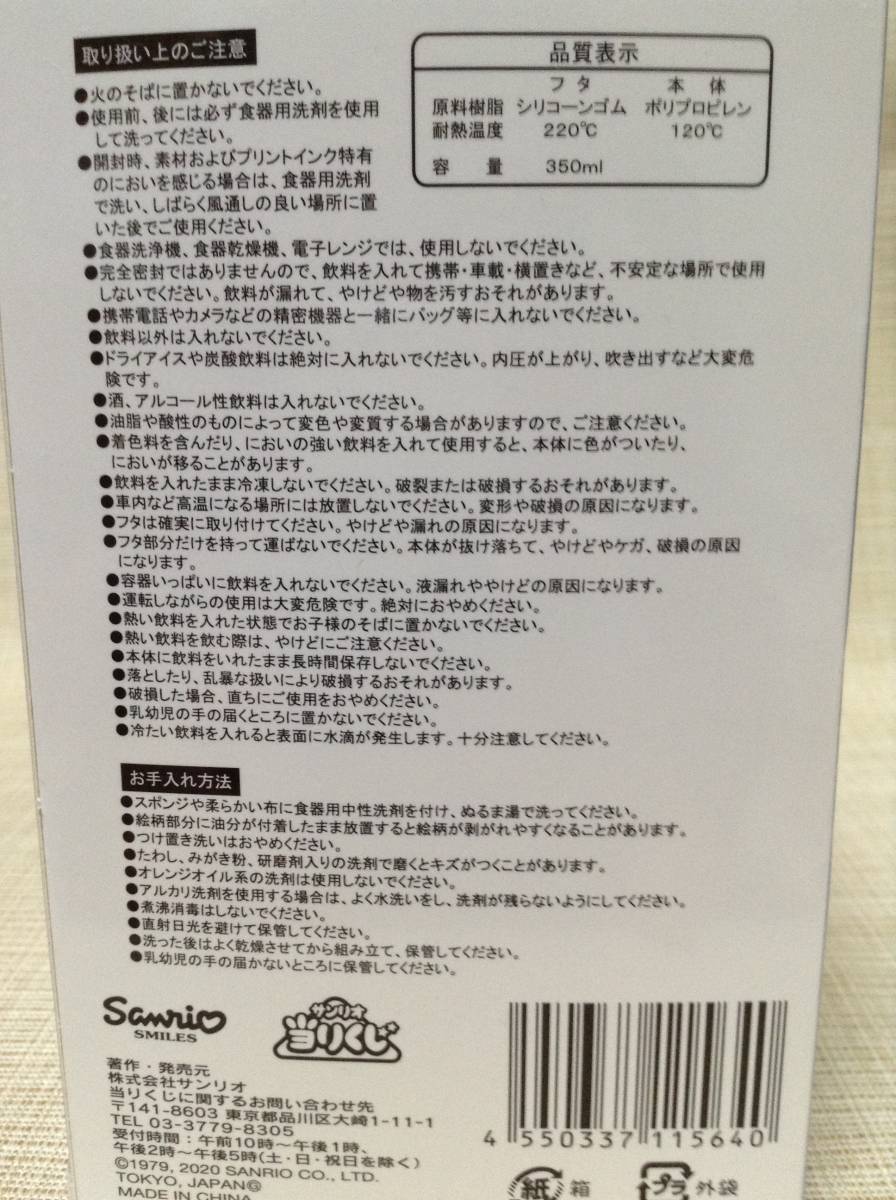 取り扱い上のご注意
●火のそばに置かないでください。
●使用前、後には必ず食器用洗剤を使用
して洗ってください。
●開封時、素材およびプリントインク特有
のにおいを感じる場合は、食器用洗剤
で洗い、しばらく風通しの良い場所に置
いた後でご使用ください。
品質表示
フタ 本体
原料樹脂 シリコーンゴム ポリプロピレン
耐熱温度 220℃ 120℃
容量 350ml
●食器洗浄機、食器乾燥機、電子レンジでは、使用しないでください。
●完全密封ではありませんので、飲料を入れて携帯・車載・横置きなど、不安定な場所で使用
しないでください。飲料が漏れて、やけどや物を汚すおそれがあります。
●携帯電話やカメラなどの精密機器と一緒にバッグ等に入れないでください。
●飲料以外は入れないでください。
●ドライアイスや炭酸飲料は絶対に入れないでください。内圧が上がり、吹き出すなど大変危
険です。
●酒、アルコール性飲料は入れないでください。
●油脂や酸性のものによって変色や変質する場合がありますので、ご注意ください。
●着色料を含んだり、においの強い飲料を入れて使用すると、本体に色がついたり、
においが移ることがあります。
●飲料を入れたまま冷凍しないでください。破裂または破損するおそれがあります。
●車内など高温になる場所には放置しないでください。変形や破損の原因になります。
●フタは確実に取り付けてください。やけどや漏れの原因になります。
●フタ部分だけを持って運ばないでください。本体が抜け落ちて、やけどやケガ、破損の原因
になります。
●容器いっぱいに飲料を入れないでください。液漏れややけどの原因になります。
●運転しながらの使用は大変危険です。絶対におやめください。
●熱い飲料を入れた状態でお子様のそばに置かないでください。
●熱い飲料を飲む際は、やけどにご注意ください。
●本体に飲料をいれたまま長時間保存しないでください。
●落としたり、乱暴な扱いにより破損するおそれがあります。
●破損した場合、直ちにご使用をおやめください。
●乳幼児の手の届くところに置かないでください。
●冷たい飲料を入れると表面に水滴が発生します。十分注意してください。
お手入れ方法
●スポンジや柔らかい布に食器用中性洗剤を付け、ぬるま湯で洗ってください。
●絵柄部分に油分が付着したまま放置すると絵柄が剥がれやすくなることがあります。
●つけ置き洗いはおやめください。
●たわし、みがき粉、研磨剤入りの洗剤で磨くとキズがつくことがあります。
●オレンジオイル系の洗剤は使用しないでください。
●アルカリ洗剤を使用する場合は、よく水洗いをし、洗剤が残らないようにしてください。
●煮沸消毒はしないでください。
●直射日光を避けて保管してください。
●洗った後はよく乾燥させてから組み立て、保管してください。
●乳幼児の手の届かないところに保管してください。
Sanrio
SMILES
サンリオ
当りくじ
著作・発売元
株式会社サンリオ
当りくじに関するお問い合わせ先
〒141-8603 東京都品川区大崎1-11-1
TEL 03-3779-8305
受付時間：午前10時～午後1時、
午後2時～午後5時(土・日・祝日を除く)
©1979, 2020 SANRIO CO., LTD.
TOKYO, JAPANⒼ
MADE IN CHINA
4 550337 115640
紙 箱
プラ 外袋